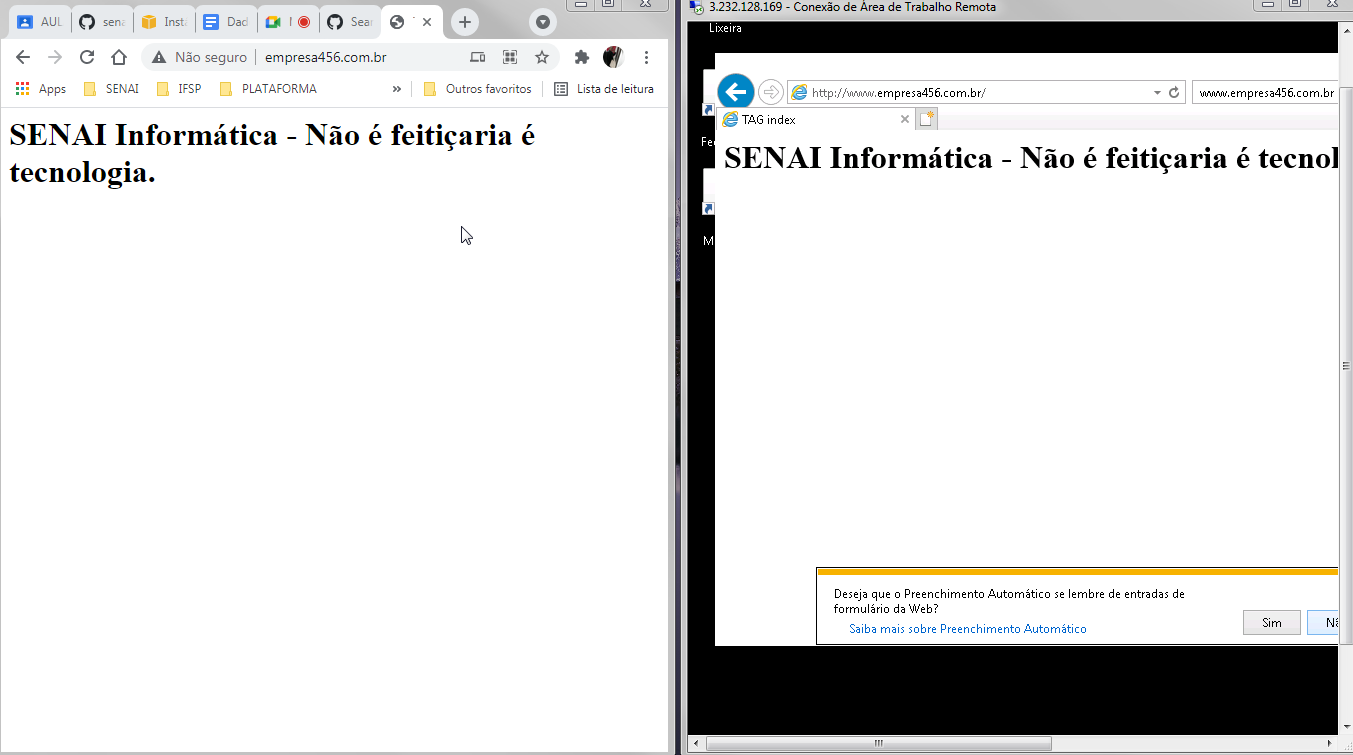 AUL
sena
Insta
Dad
Sear
Não seguro
empresa456.com.br
Apps
SENAI
IFSP
PLATAFORMA
»
Outros favoritos
Lista de leitura
SENAI Informática - Não é feitiçaria é
tecnologia.
3.232.128.169 - Conexão de Área de Trabalho Remota
Lixeira
http://www.empresa456.com.br/
www.empresa456.com.br
TAG index
Fe
SENAI Informática - Não é feitiçaria é tecnol
M
Deseja que o Preenchimento Automático se lembre de entradas de
formulário da Web?
Saiba mais sobre Preenchimento Automático
Sim
Nã